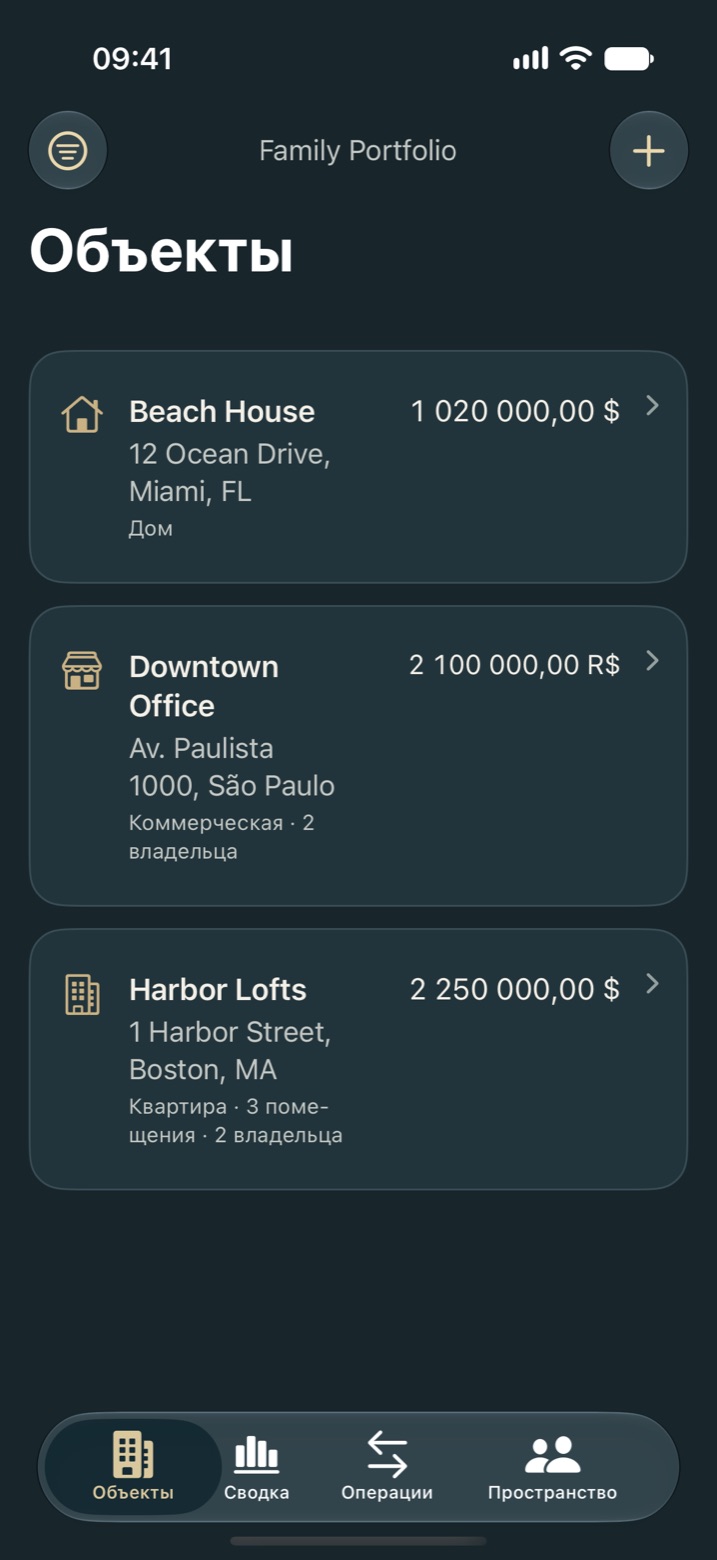 09:41
Family Portfolio
Объекты
Beach House
1 020 000,00 $
12 Ocean Drive,
Miami, FL
Дом
Downtown
Office
2 100 000,00 R$
Av. Paulista
1000, São Paulo
Коммерческая · 2
владельца
Harbor Lofts
2 250 000,00 $
1 Harbor Street,
Boston, MA
Квартира · 3 поме-
щения · 2 владельца
Объекты
Сводка
Операции
Пространство